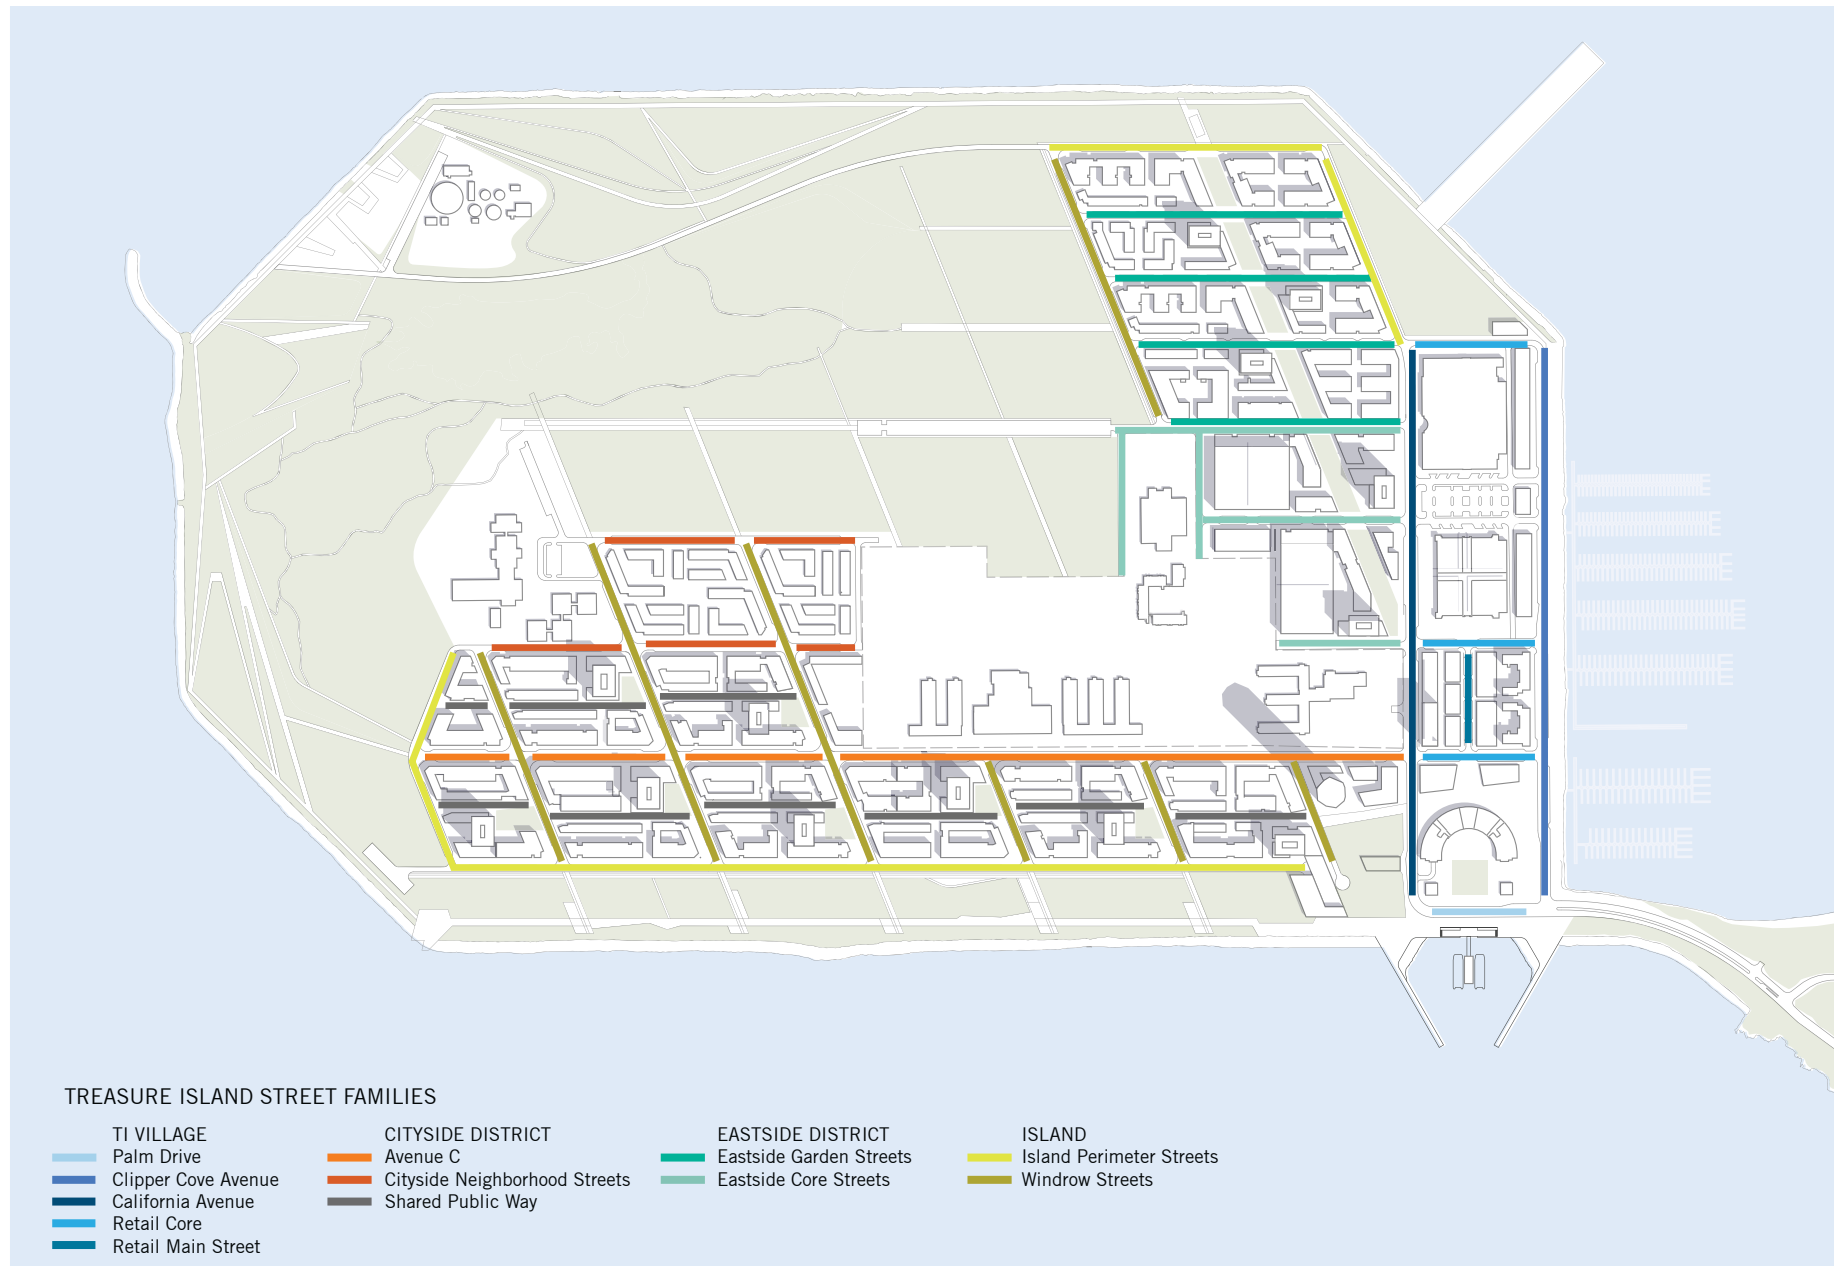 TREASURE ISLAND STREET FAMILIES
TI VILLAGE
Palm Drive
Clipper Cove Avenue
California Avenue
Retail Core
Retail Main Street
CITYSIDE DISTRICT
Avenue C
Cityside Neighborhood Streets
Shared Public Way
EASTSIDE DISTRICT
Eastside Garden Streets
Eastside Core Streets
ISLAND
Island Perimeter Streets
Windrow Streets